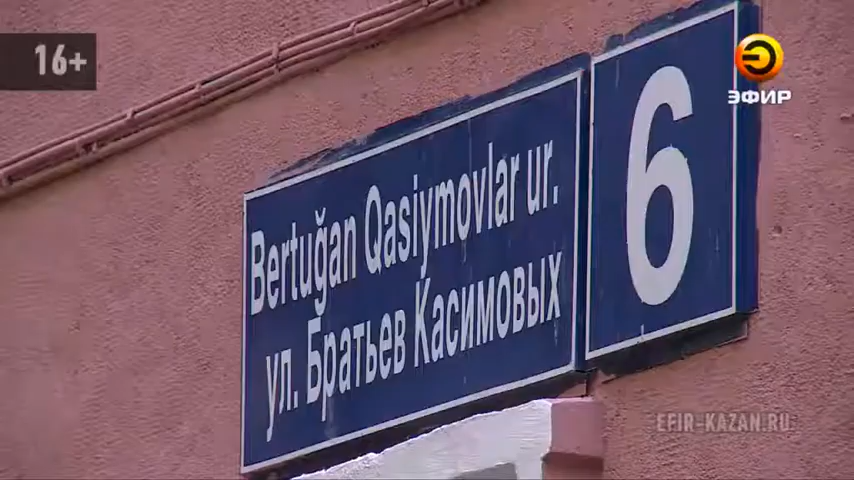 16+
ЭФИР
Bertuğan Qasiymovlar ur.
ул. Братьев Касимовых
6
EFIR-KAZAN.RU